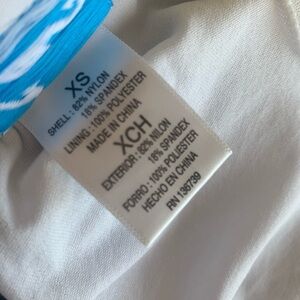 XS
SHELL: 82% NYLON
18% SPANDEX
LINING: 100% POLYESTER
MADE IN CHINA
XCH
EXTERIOR: 82% NILON
18% SPANDEX
FORRO: 100% POLIESTER
HECHO EN CHINA
RN 136739